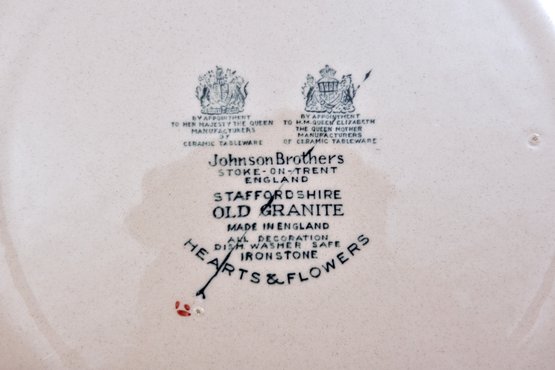 BY APPOINTMENT
TO HER MAJESTY THE QUEEN
MANUFACTURERS
OF
CERAMIC TABLEWARE
BY APPOINTMENT
TO H.M. QUEEN ELIZABETH
THE QUEEN MOTHER
MANUFACTURERS
OF CERAMIC TABLEWARE
Johnson Brothers
STOKE-ON-TRENT
ENGLAND
STAFFORDSHIRE
OLD GRANITE
MADE IN ENGLAND
ALL DECORATION
DISH WASHER SAFE
IRONSTONE
HEARTS & FLOWERS